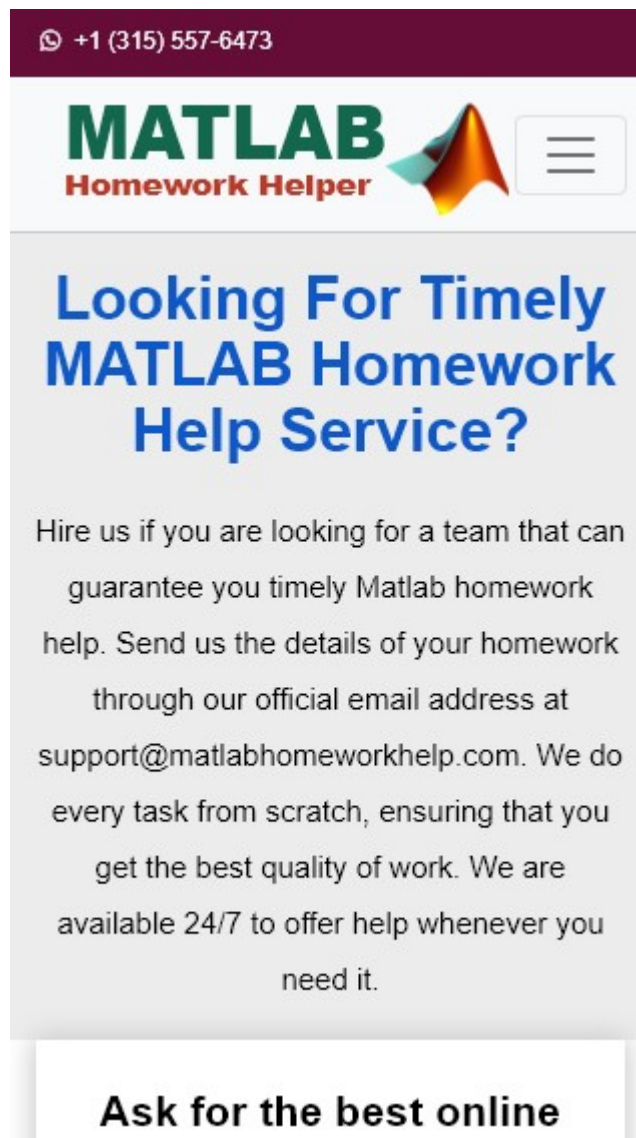 +1 (315) 557-6473
MATLAB
Homework Helper
Looking For Timely
MATLAB Homework
Help Service?
Hire us if you are looking for a team that can
guarantee you timely Matlab homework
help. Send us the details of your homework
through our official email address at
support@matlabhomeworkhelp.com. We do
every task from scratch, ensuring that you
get the best quality of work. We are
available 24/7 to offer help whenever you
need it.
Ask for the best online